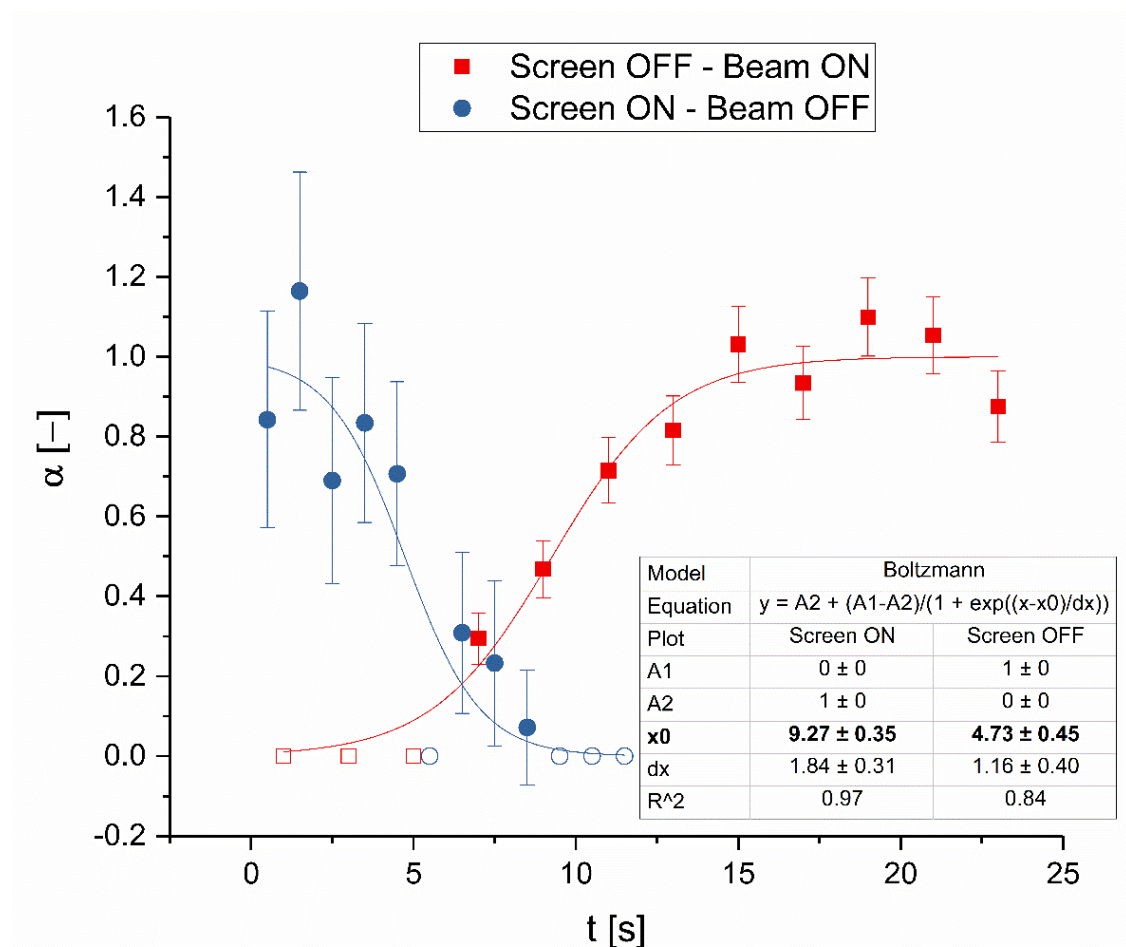 Screen OFF - Beam ON
Screen ON - Beam OFF
1.6
1.4
1.2
1.0
0.8
0.6
0.4
0.2
0.0
-0.2
α [−]
0
5
10
15
20
25
t [s]
Model Boltzmann
Equation y = A2 + (A1-A2)/(1 + exp((x-x0)/dx))
Plot Screen ON Screen OFF
A1 0 ± 0 1 ± 0
A2 1 ± 0 0 ± 0
x0 9.27 ± 0.35 4.73 ± 0.45
dx 1.84 ± 0.31 1.16 ± 0.40
R^2 0.97 0.84